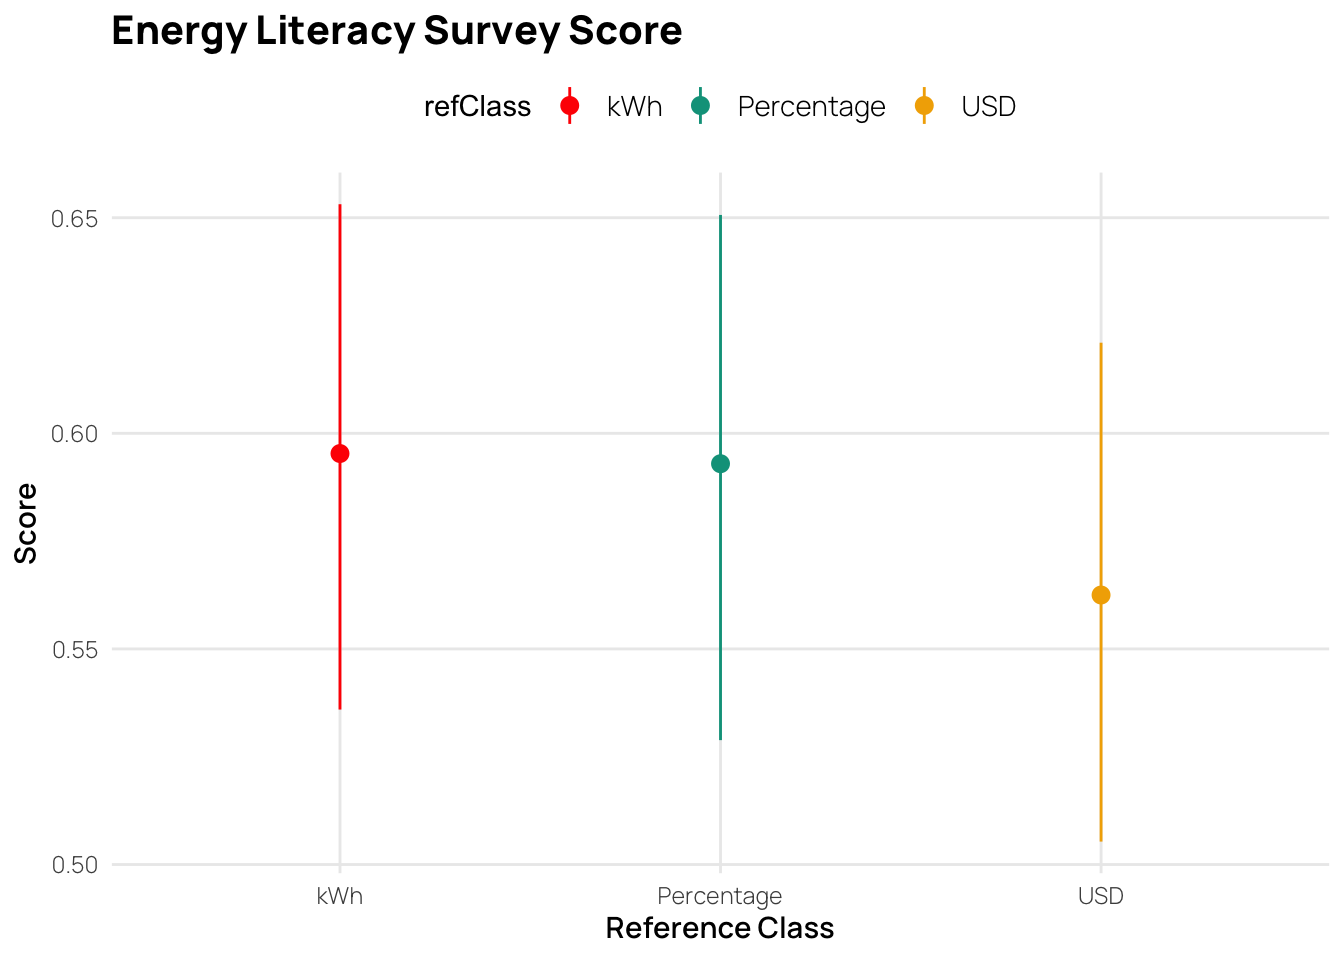 Energy Literacy Survey Score
refClass kWh Percentage USD
0.65
0.60
0.55
0.50
Score
kWh Percentage USD
Reference Class